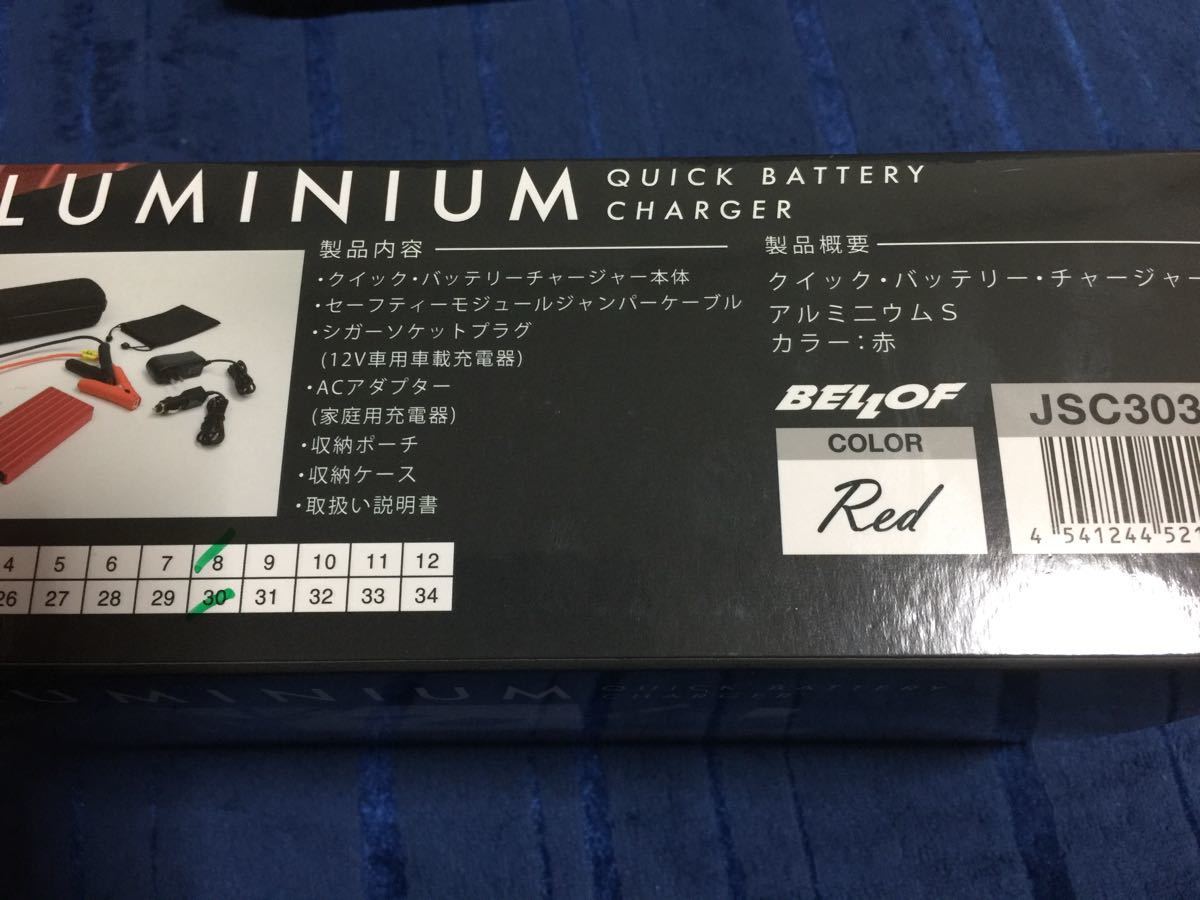 LUMINIUM QUICK BATTERY
CHARGER
製品内容
・クイック・バッテリーチャージャー本体
・セーフティーモジュールジャンパーケーブル
・シガーソケットプラグ
(12V車用車載充電器)
・ACアダプター
(家庭用充電器)
・収納ポーチ
・収納ケース
・取扱い説明書
製品概要
クイック・バッテリー・チャージャー
アルミニウムS
カラー：赤
BELLOF
COLOR
Red
JSC303
4 541244 521
4 5 6 7 8 9 10 11 12
26 27 28 29 30 31 32 33 34
UMINIUM QUICK BATTERY
CHARGER